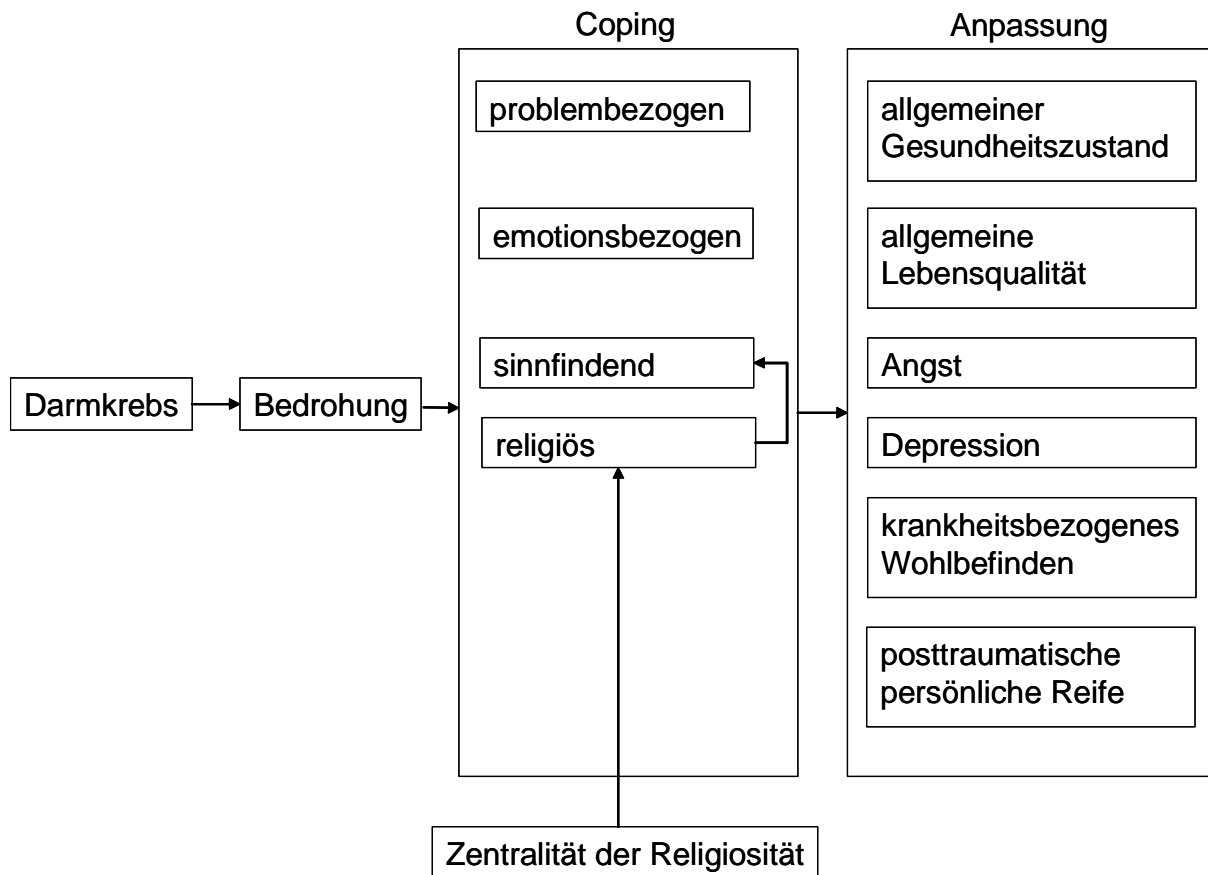 Coping
Anpassung
problembezogen
emotionsbezogen
sinnfindend
religiös
Darmkrebs
Bedrohung
allgemeiner
Gesundheitszustand
allgemeine
Lebensqualität
Angst
Depression
krankheitsbezogenes
Wohlbefinden
posttraumatische
persönliche Reife
Zentralität der Religiosität